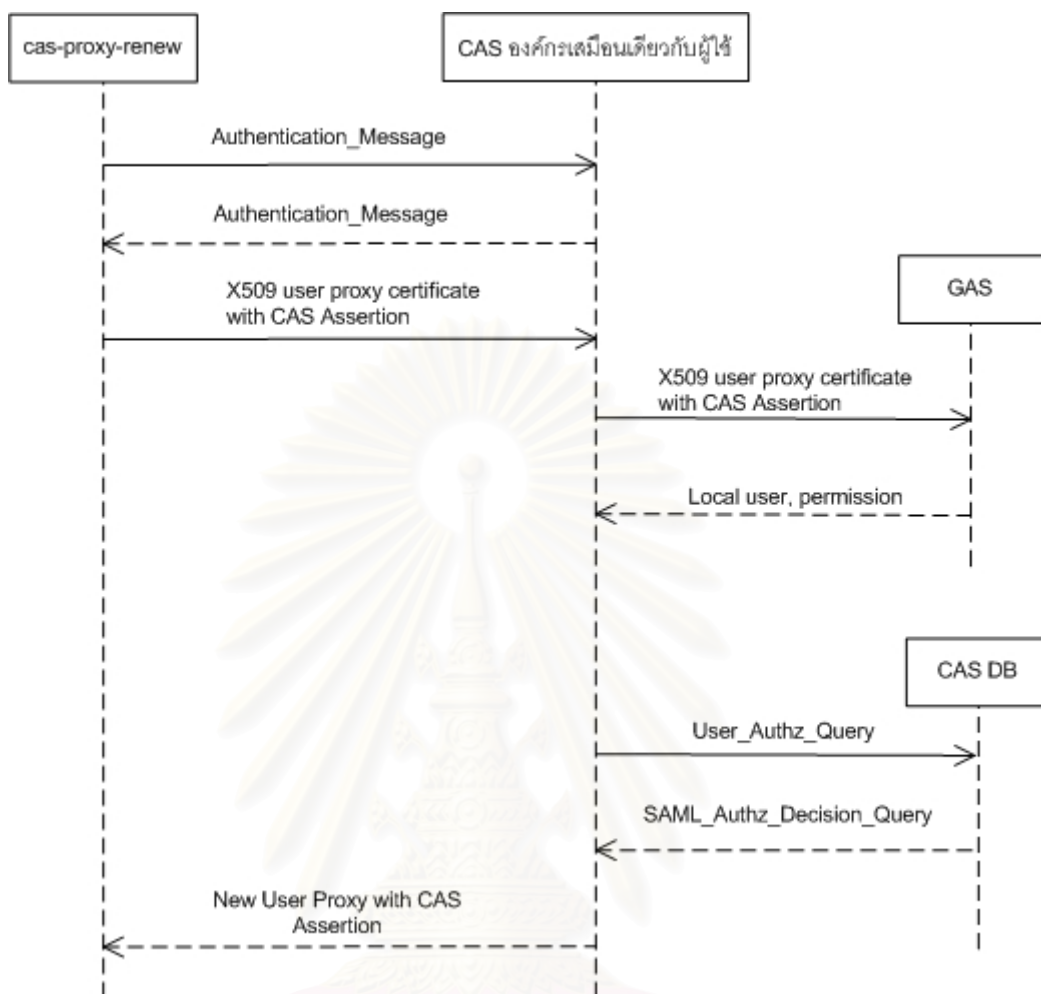 cas-proxy-renew
CAS องค์กรเสมือนเดียวกับผู้ใช้
Authentication_Message
Authentication_Message
X509 user proxy certificate
with CAS Assertion
GAS
X509 user proxy certificate
with CAS Assertion
Local user, permission
CAS DB
User_Authz_Query
SAML_Authz_Decision_Query
New User Proxy with CAS
Assertion